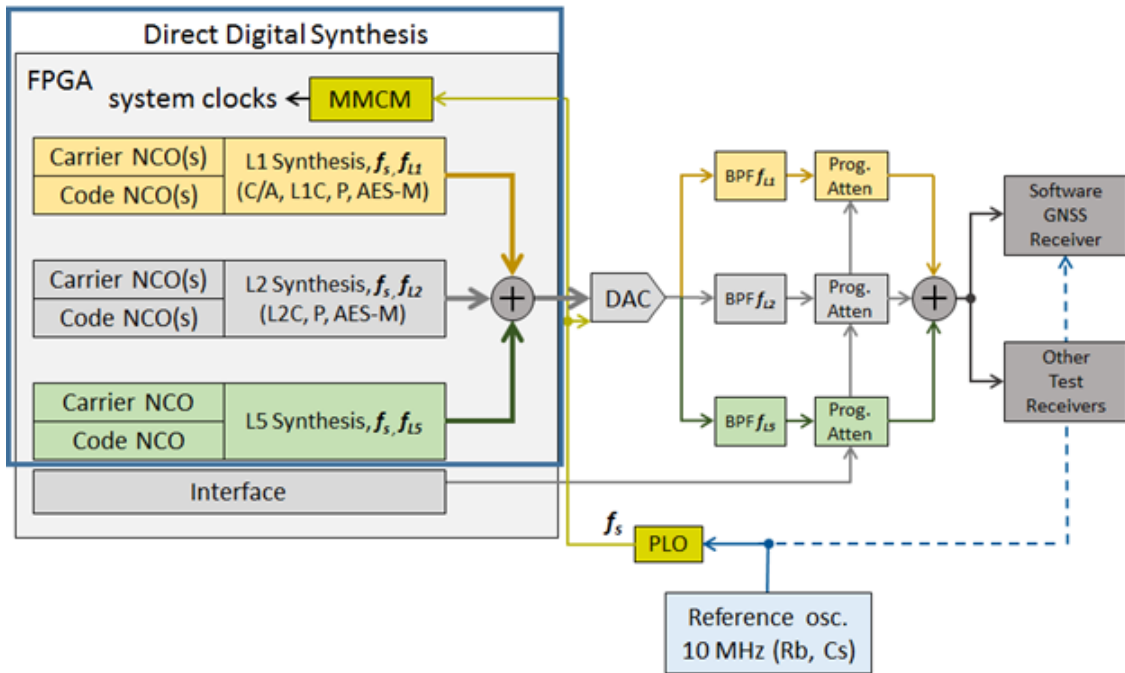 Direct Digital Synthesis
FPGA
system clocks
MMCM
Carrier NCO(s)
Code NCO(s)
L1 Synthesis, fs, fL1
(C/A, L1C, P, AES-M)
Carrier NCO(s)
Code NCO(s)
L2 Synthesis, fs, fL2
(L2C, P, AES-M)
Carrier NCO
Code NCO
L5 Synthesis, fs, fL5
Interface
+
DAC
BPF fL1
Prog.
Atten
BPF fL2
Prog.
Atten
BPF fL5
Prog.
Atten
+
Software
GNSS
Receiver
Other
Test
Receivers
fs
PLO
Reference osc.
10 MHz (Rb, Cs)